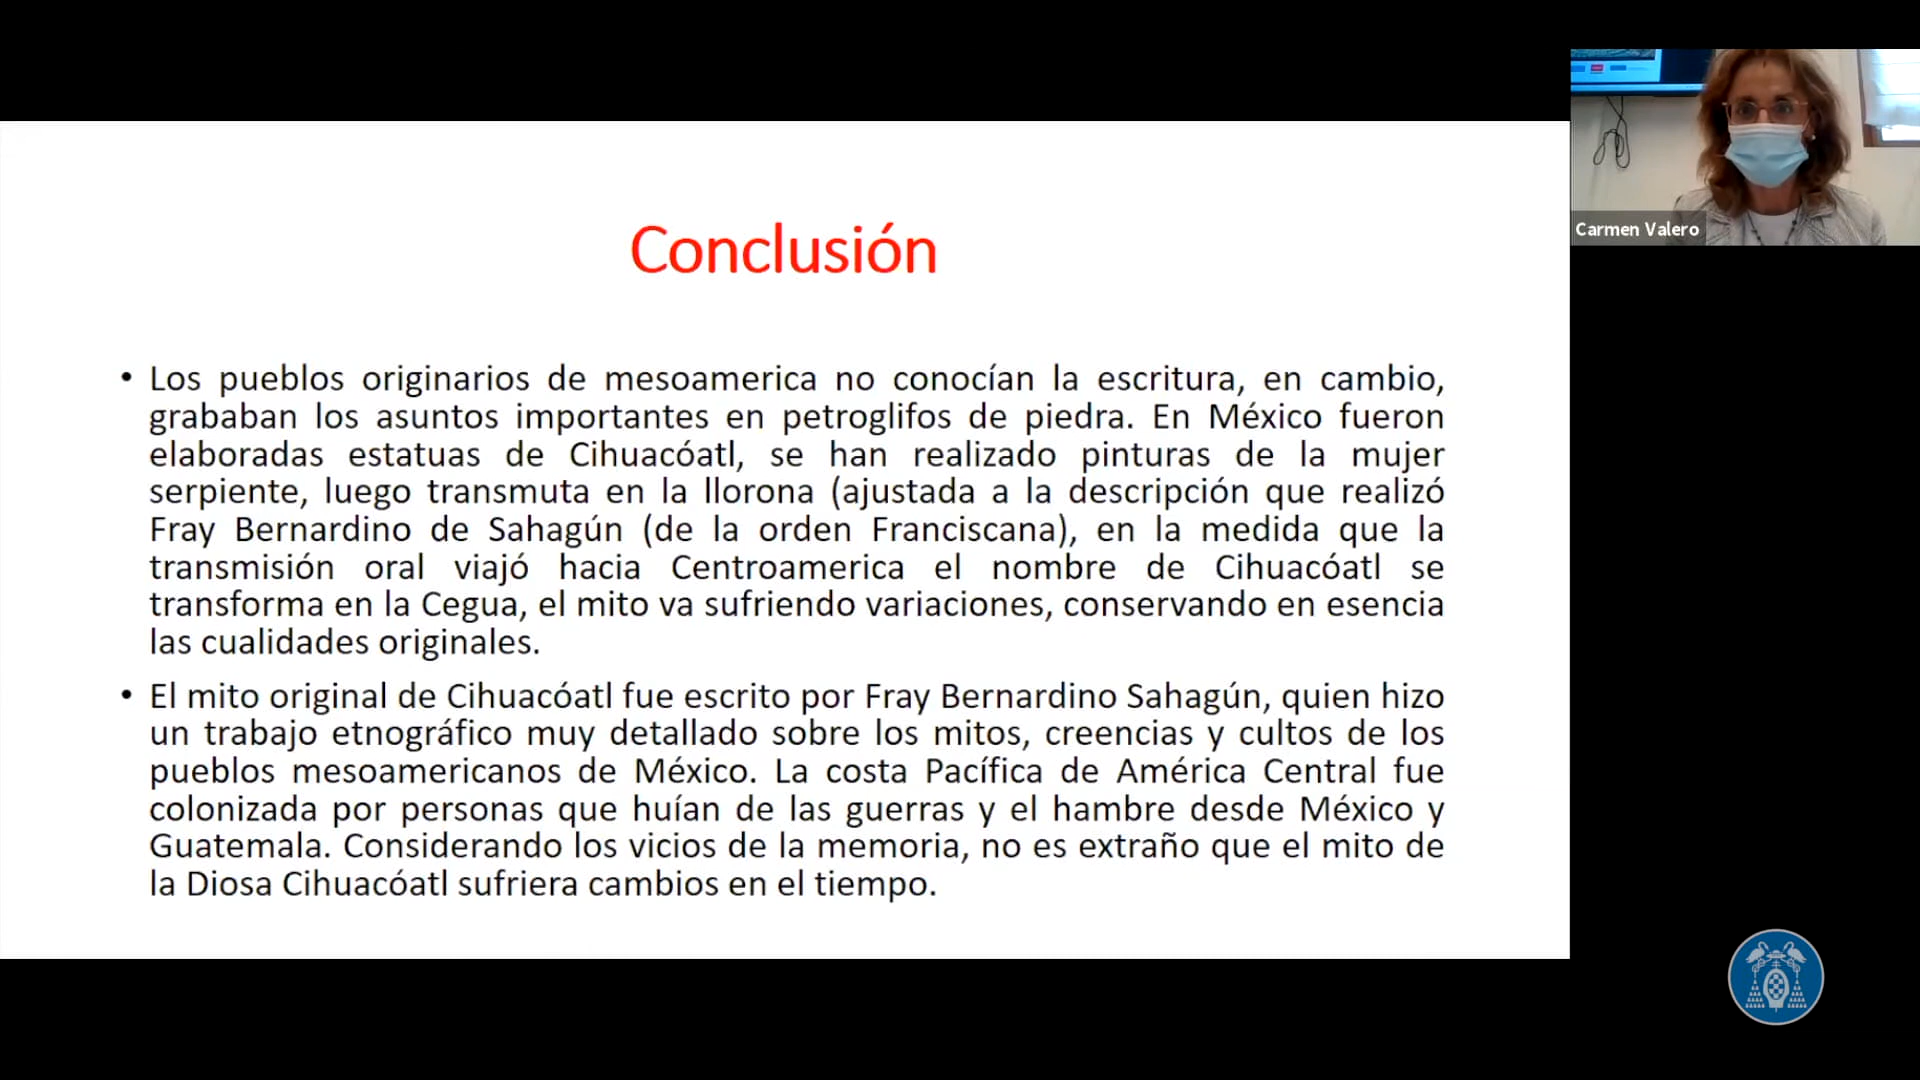 Conclusión
• Los pueblos originarios de mesoamerica no conocían la escritura, en cambio,
grababan los asuntos importantes en petroglifos de piedra. En México fueron
elaboradas estatuas de Cihuacóatl, se han realizado pinturas de la mujer
serpiente, luego transmuta en la llorona (ajustada a la descripción que realizó
Fray Bernardino de Sahagún (de la orden Franciscana), en la medida que la
transmisión oral viajó hacia Centroamerica el nombre de Cihuacóatl se
transforma en la Cegua, el mito va sufriendo variaciones, conservando en esencia
las cualidades originales.
• El mito original de Cihuacóatl fue escrito por Fray Bernardino Sahagún, quien hizo
un trabajo etnográfico muy detallado sobre los mitos, creencias y cultos de los
pueblos mesoamericanos de México. La costa Pacífica de América Central fue
colonizada por personas que huían de las guerras y el hambre desde México y
Guatemala. Considerando los vicios de la memoria, no es extraño que el mito de
la Diosa Cihuacóatl sufriera cambios en el tiempo.
Carmen Valero